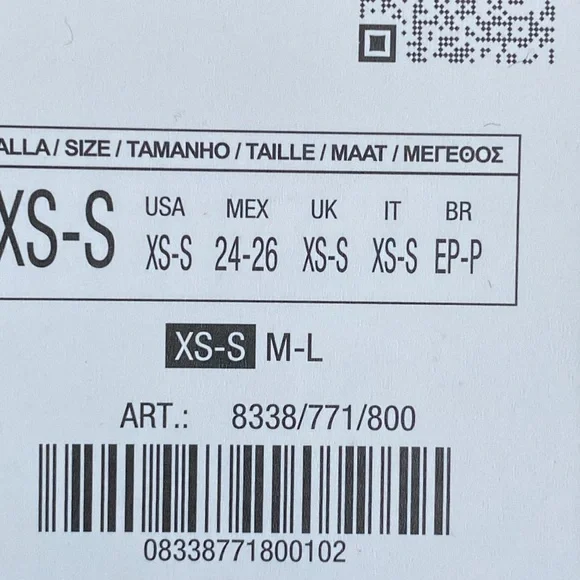 ALLA / SIZE / TAMANHO / TAILLE / MAAT / ΜΕΓΕΘΟΣ
XS-S
USA MEX UK IT BR
XS-S 24-26 XS-S XS-S EP-P
XS-S M-L
ART.: 8338/771/800
08338771800102